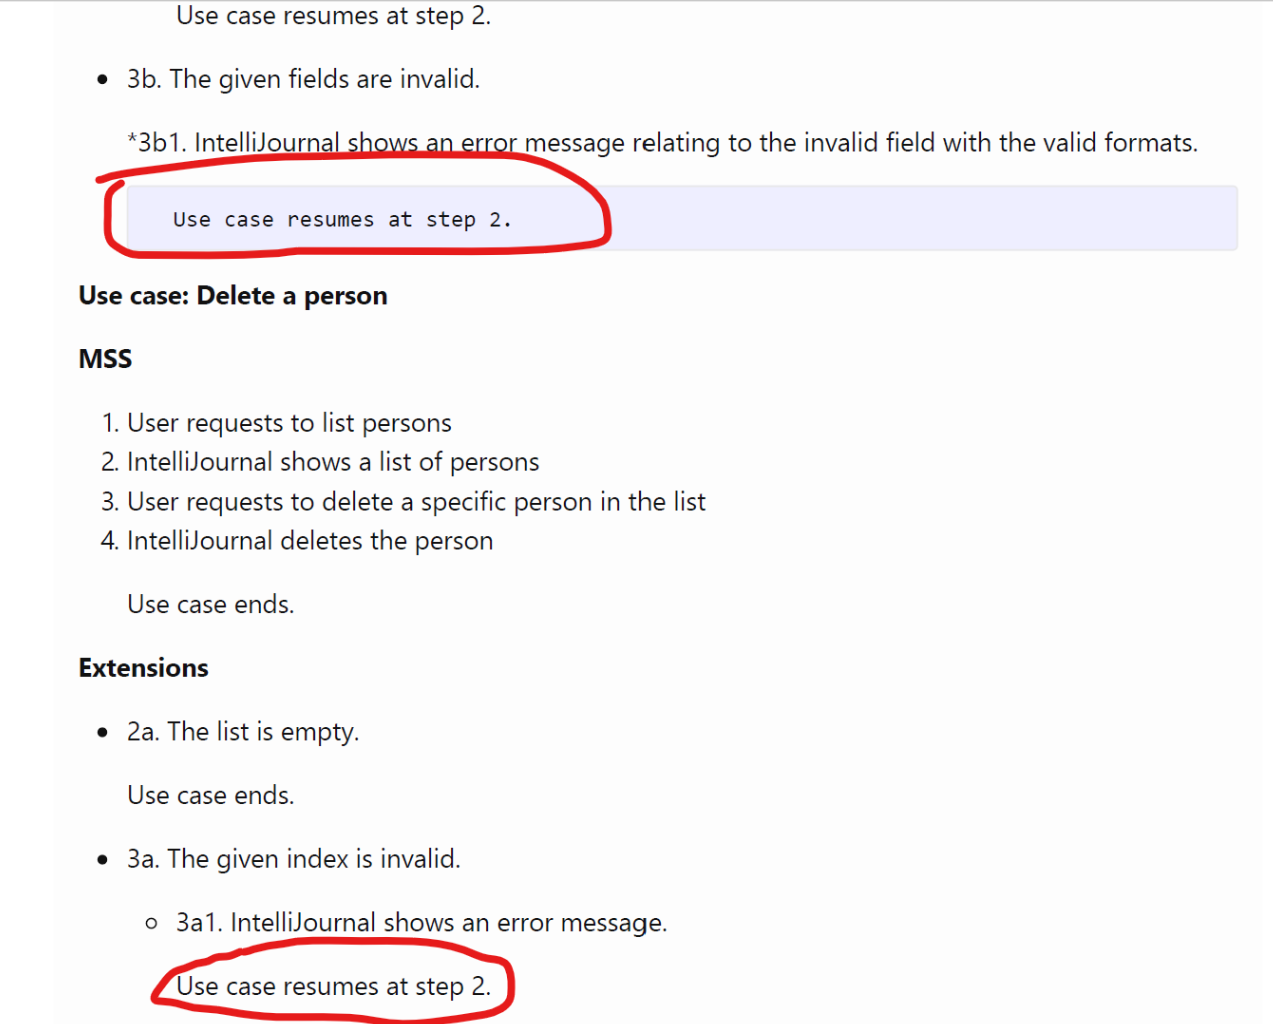 Use case resumes at step 2.
• 3b. The given fields are invalid.
*3b1. IntelliJournal shows an error message relating to the invalid field with the valid formats.
Use case resumes at step 2.
Use case: Delete a person
MSS
1. User requests to list persons
2. IntelliJournal shows a list of persons
3. User requests to delete a specific person in the list
4. IntelliJournal deletes the person
Use case ends.
Extensions
• 2a. The list is empty.
Use case ends.
• 3a. The given index is invalid.
○ 3a1. IntelliJournal shows an error message.
Use case resumes at step 2.